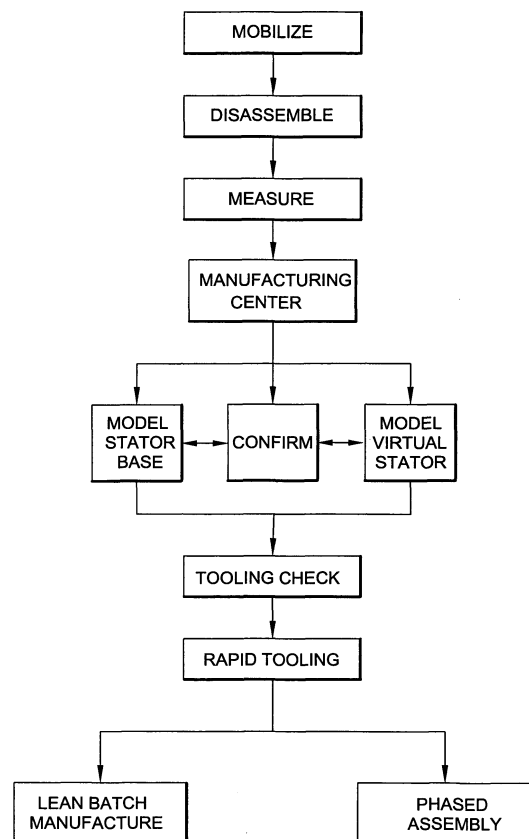 MOBILIZE
DISASSEMBLE
MEASURE
MANUFACTURING
CENTER
MODEL
STATOR
BASE
CONFIRM
MODEL
VIRTUAL
STATOR
TOOLING CHECK
RAPID TOOLING
LEAN BATCH
MANUFACTURE
PHASED
ASSEMBLY